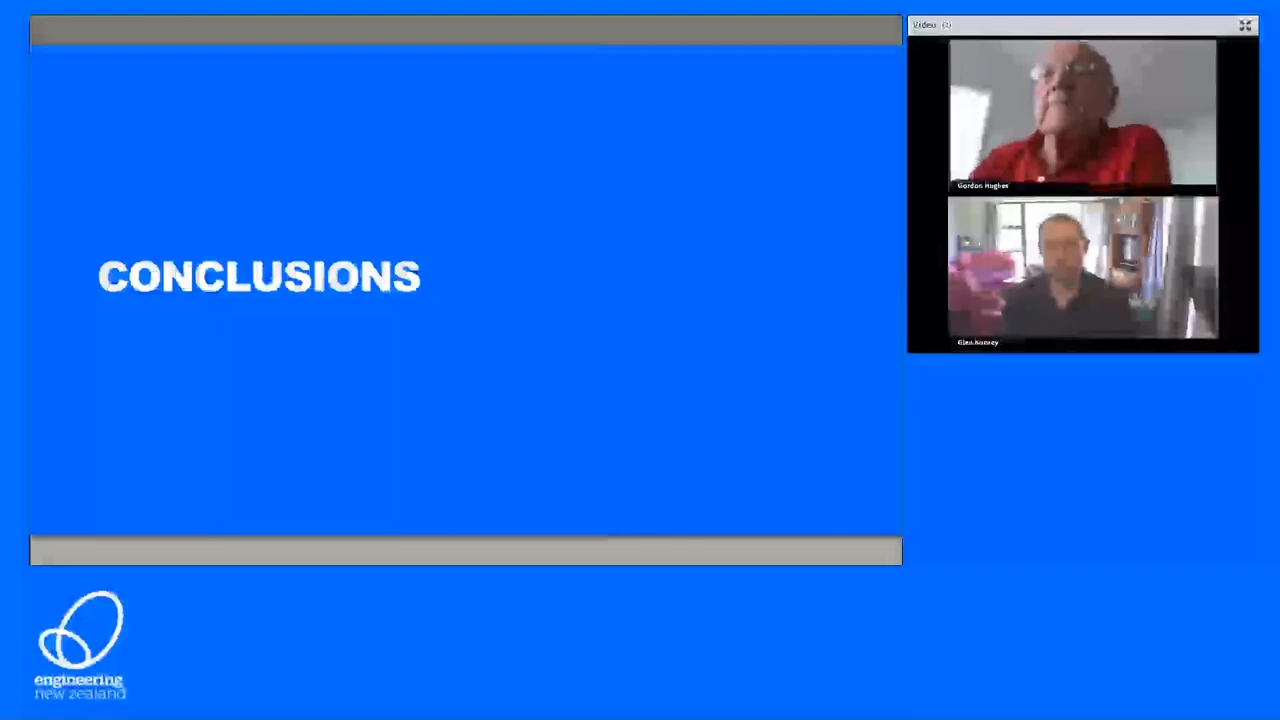 Video
CONCLUSIONS
Gordon Hughes
engineering
new zealand